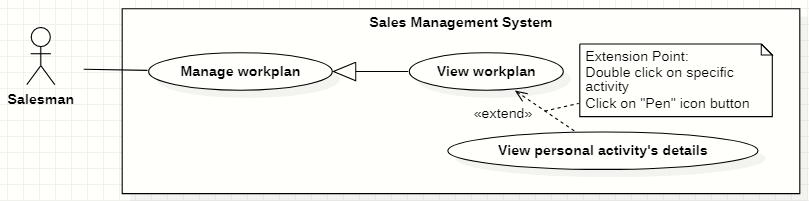 Sales Management System
Salesman
Manage workplan
View workplan
Extension Point:
Double click on specific
activity
Click on "Pen" icon button
«extend»
View personal activity's details